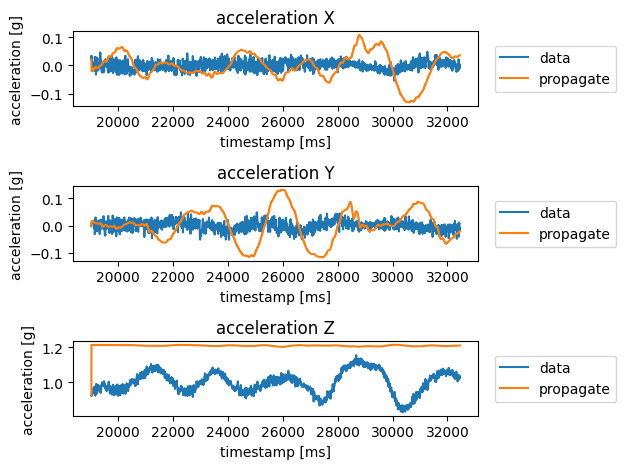 acceleration X
acceleration [g]
0.1
0.0
−0.1
20000 22000 24000 26000 28000 30000 32000
timestamp [ms]
data
propagate
acceleration Y
acceleration [g]
0.1
0.0
−0.1
20000 22000 24000 26000 28000 30000 32000
timestamp [ms]
data
propagate
acceleration Z
acceleration [g]
1.2
1.0
20000 22000 24000 26000 28000 30000 32000
timestamp [ms]
data
propagate